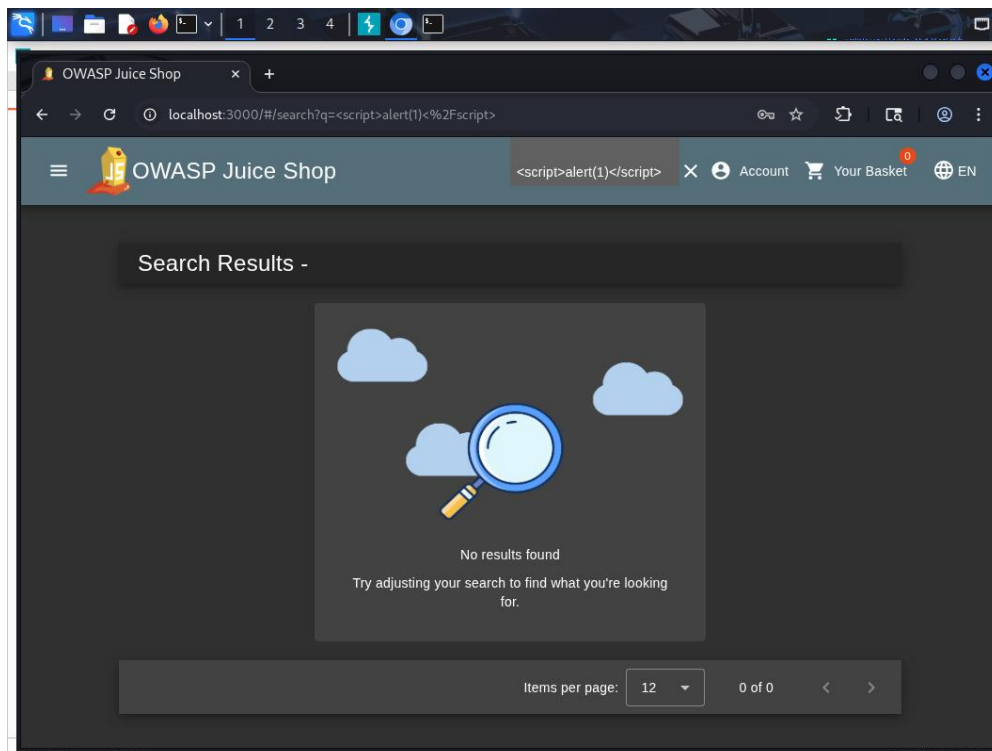 1 2 3 4
OWASP Juice Shop
localhost:3000/#/search?q=<script>alert(1)<%2Fscript>
OWASP Juice Shop
<script>alert(1)</script>
Account
0
Your Basket
EN
Search Results -
No results found
Try adjusting your search to find what you're looking
for.
Items per page:
12
0 of 0